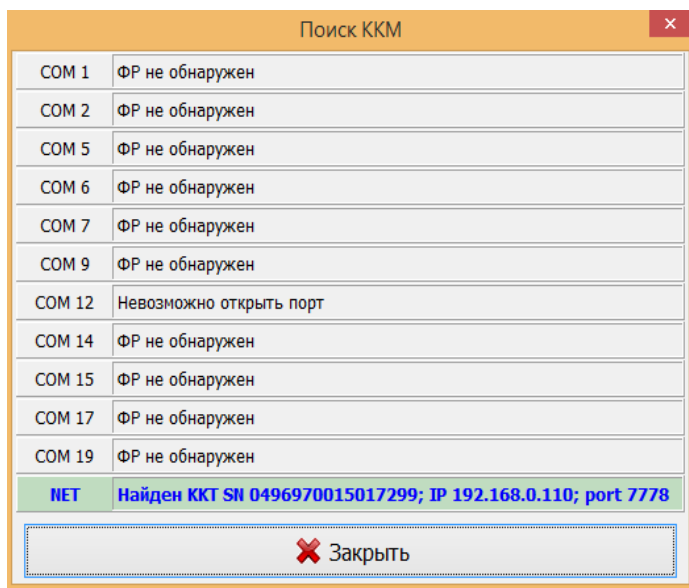 Поиск ККМ
COM 1 ФР не обнаружен
COM 2 ФР не обнаружен
COM 5 ФР не обнаружен
COM 6 ФР не обнаружен
COM 7 ФР не обнаружен
COM 9 ФР не обнаружен
COM 12 Невозможно открыть порт
COM 14 ФР не обнаружен
COM 15 ФР не обнаружен
COM 17 ФР не обнаружен
COM 19 ФР не обнаружен
NET Найден ККТ SN 0496970015017299; IP 192.168.0.110; port 7778
Закрыть